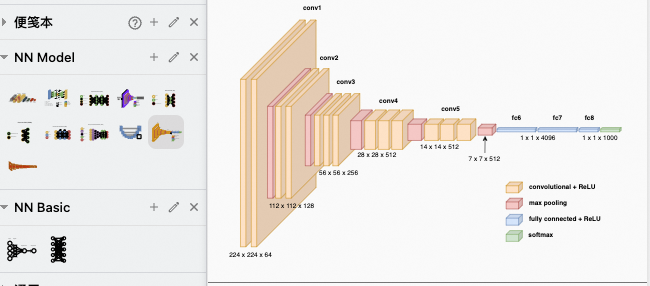 便笺本
NN Model
NN Basic
conv1
conv2
conv3
conv4
conv5
fc6
fc7
fc8
1 x 1 x 4096
1 x 1 x 1000
28 x 28 x 512
14 x 14 x 512
7 x 7 x 512
56 x 56 x 256
112 x 112 x 128
224 x 224 x 64
convolutional + ReLU
max pooling
fully connected + ReLU
softmax